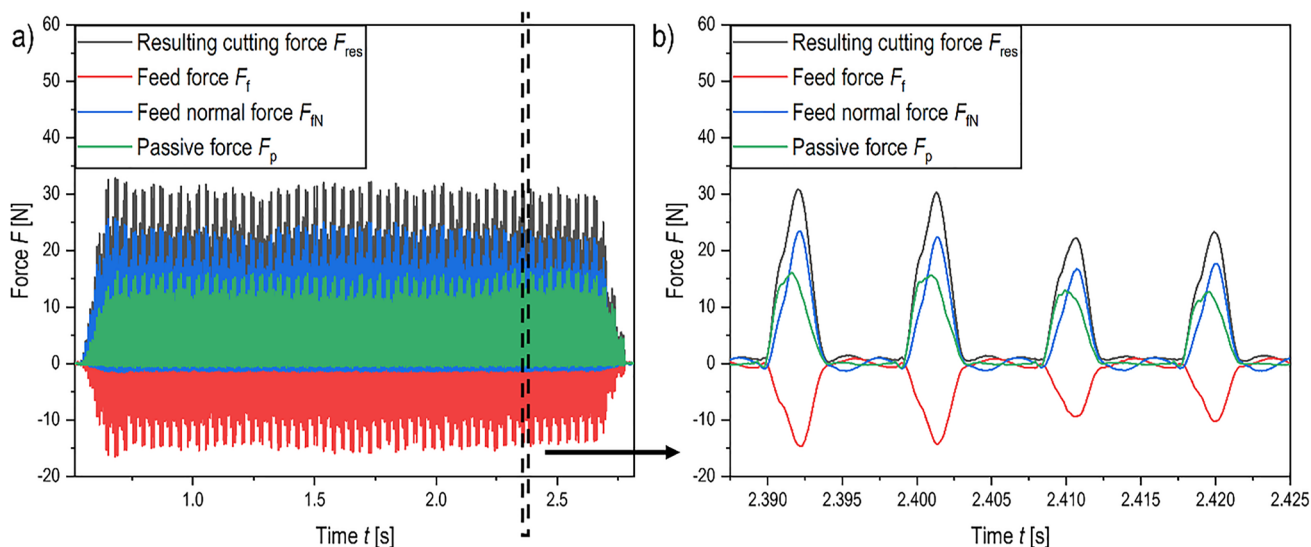 a)
Resulting cutting force Fres
Feed force Ff
Feed normal force FfN
Passive force Fp
Force F [N]
60
50
40
30
20
10
0
-10
-20
1.0 1.5 2.0 2.5
Time t [s]
b)
Resulting cutting force Fres
Feed force Ff
Feed normal force FfN
Passive force Fp
Force F [N]
60
50
40
30
20
10
0
-10
-20
2.390 2.395 2.400 2.405 2.410 2.415 2.420 2.425
Time t [s]